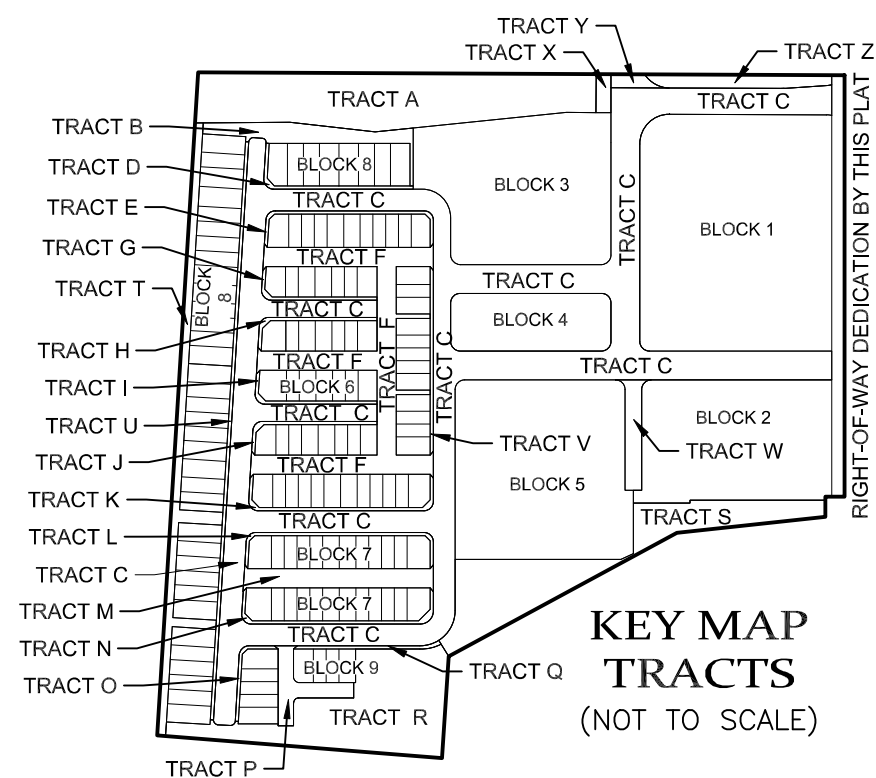 TRACT Y
TRACT X
TRACT Z
TRACT A
TRACT C
TRACT B
BLOCK 8
TRACT D
BLOCK 3
TRACT C
TRACT E
TRACT C
BLOCK 1
RIGHT-OF-WAY DEDICATION BY THIS PLAT
TRACT G
TRACT F
TRACT C
TRACT T
BLOCK 8
TRACT C
BLOCK 4
TRACT H
TRACT F
TRACT F
TRACT C
TRACT C
TRACT I
BLOCK 6
TRACT C
BLOCK 2
TRACT U
TRACT V
TRACT W
TRACT J
TRACT F
BLOCK 5
TRACT K
TRACT C
TRACT S
TRACT L
BLOCK 7
TRACT C
TRACT M
BLOCK 7
TRACT N
TRACT C
BLOCK 9
TRACT Q
TRACT O
TRACT R
TRACT P
KEY MAP
TRACTS
(NOT TO SCALE)